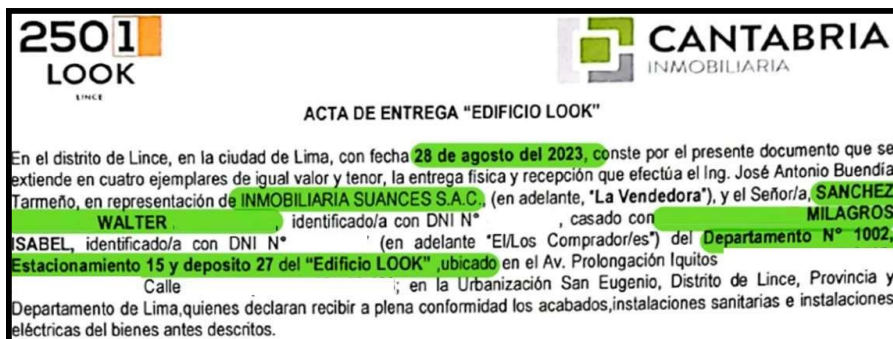 2501
LOOK
LINCE
CANTABRIA
INMOBILIARIA
ACTA DE ENTREGA "EDIFICIO LOOK"
En el distrito de Lince, en la ciudad de Lima, con fecha 28 de agosto del 2023, conste por el presente documento que se
extiende en cuatro ejemplares de igual valor y tenor, la entrega física y recepción que efectúa el Ing. José Antonio Buendía
Tarmeño, en representación de INMOBILIARIA SUANCES S.A.C., (en adelante, "La Vendedora"), y el Señor/a, SANCHEZ
WALTER , identificado/a con DNI N° , casado con MILAGROS
ISABEL, identificado/a con DNI N° (en adelante "El/Los Comprador/es") del Departamento N° 1002,
Estacionamiento 15 y deposito 27 del "Edificio LOOK" ,ubicado en el Av. Prolongación Iquitos
Calle ; en la Urbanización San Eugenio, Distrito de Lince, Provincia y
Departamento de Lima,quienes declaran recibir a plena conformidad los acabados,instalaciones sanitarias e instalaciones
eléctricas del bienes antes descritos.